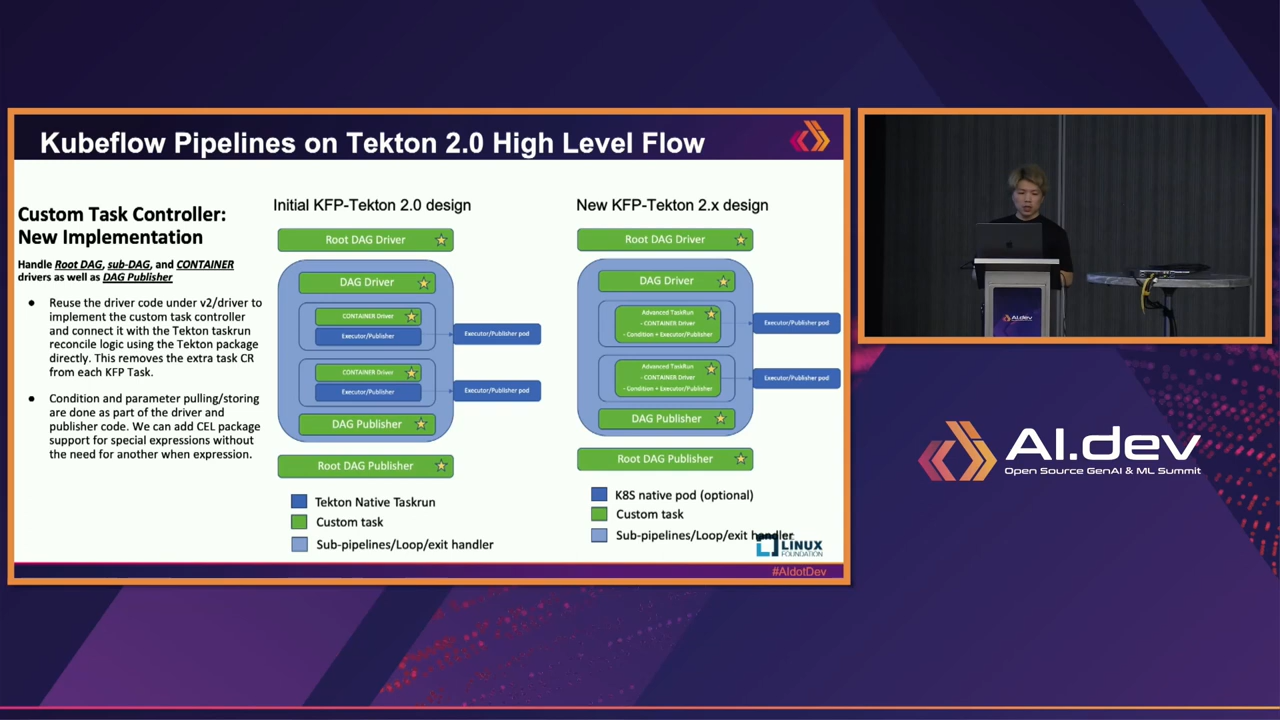 Kubeflow Pipelines on Tekton 2.0 High Level Flow
Custom Task Controller:
New Implementation
Handle Root DAG, sub-DAG, and CONTAINER
drivers as well as DAG Publisher
● Reuse the driver code under v2/driver to
implement the custom task controller
and connect it with the Tekton taskrun
reconcile logic using the Tekton package
directly. This removes the extra task CR
from each KFP Task.
● Condition and parameter pulling/storing
are done as part of the driver and
publisher code. We can add CEL package
support for special expressions without
the need for another when expression.
Initial KFP-Tekton 2.0 design
Root DAG Driver
DAG Driver
CONTAINER Driver
Executor/Publisher
Executor/Publisher pod
CONTAINER Driver
Executor/Publisher
Executor/Publisher pod
DAG Publisher
Root DAG Publisher
Tekton Native Taskrun
Custom task
Sub-pipelines/Loop/exit handler
New KFP-Tekton 2.x design
Root DAG Driver
DAG Driver
Advanced TaskRun
- CONTAINER Driver
- Condition + Executor/Publisher
Executor/Publisher pod
Advanced TaskRun
- CONTAINER Driver
- Condition + Executor/Publisher
Executor/Publisher pod
DAG Publisher
Root DAG Publisher
K8S native pod (optional)
Custom task
Sub-pipelines/Loop/exit handler
LINUX
FOUNDATION
#AIdotDev
AI.dev
AI.dev
Open Source GenAI & ML Summit